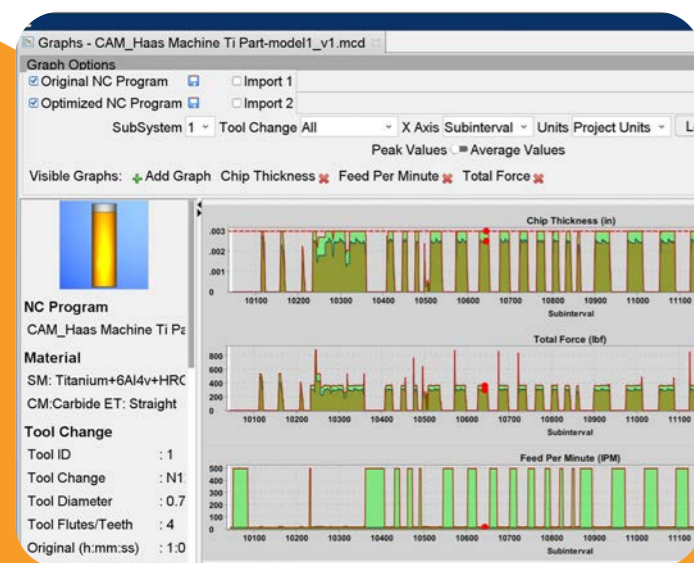 Graphs - CAM_Haas Machine Ti Part-model1_v1.mcd
Graph Options
Original NC Program Import 1
Optimized NC Program Import 2
SubSystem 1 Tool Change All X Axis Subinterval Units Project Units L
Peak Values Average Values
Visible Graphs: Add Graph Chip Thickness Feed Per Minute Total Force
NC Program
CAM_Haas Machine Ti Pa
Material
SM: Titanium+6Al4v+HRC
CM:Carbide ET: Straight
Tool Change
Tool ID : 1
Tool Change : N1
Tool Diameter : 0.7
Tool Flutes/Teeth : 4
Original (h:mm:ss) : 1:0
Chip Thickness (in)
.003
.002
.001
0
10100 10200 10300 10400 10500 10600 10700 10800 10900 11000 11100
Subinterval
Total Force (lbf)
800
600
400
200
0
10100 10200 10300 10400 10500 10600 10700 10800 10900 11000 11100
Subinterval
Feed Per Minute (IPM)
500
400
300
200
100
0
10100 10200 10300 10400 10500 10600 10700 10800 10900 11000 11100
Subinterval